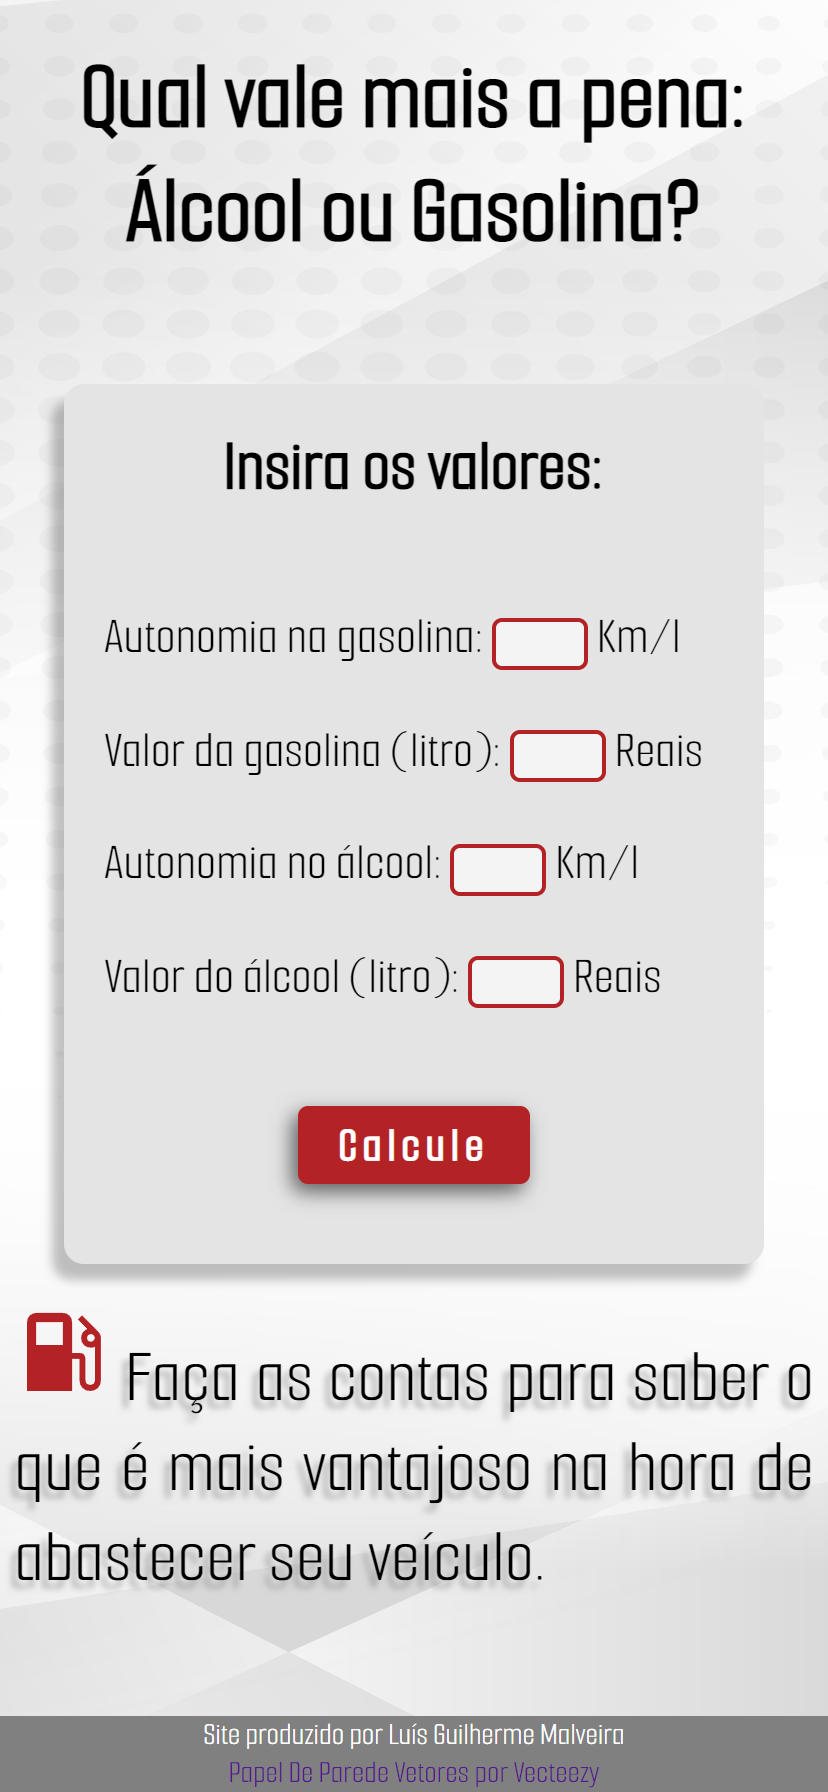 Qual vale mais a pena:
Álcool ou Gasolina?
Insira os valores:
Autonomia na gasolina: Km/l
Valor da gasolina (litro): Reais
Autonomia no álcool: Km/l
Valor do álcool (litro): Reais
Calcule
Faça as contas para saber o
que é mais vantajoso na hora de
abastecer seu veículo.
Site produzido por Luís Guilherme Malveira
Papel De Parede Vetores por Vecteezy